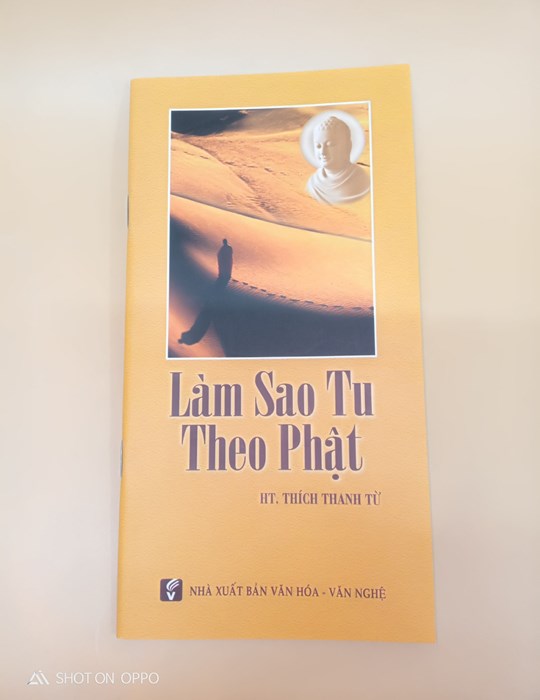 Làm Sao Tu
Theo Phật
HT. THÍCH THANH TỪ
V
NHÀ XUẤT BẢN VĂN HÓA - VĂN NGHỆ
SHOT ON OPPO